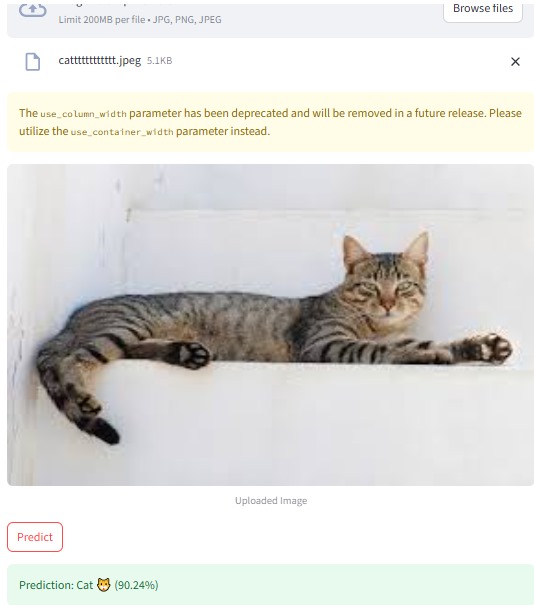 Limit 200MB per file • JPG, PNG, JPEG
Browse files
catttttttttttt.jpeg 5.1KB
The use_column_width parameter has been deprecated and will be removed in a future release. Please
utilize the use_container_width parameter instead.
Uploaded Image
Predict
Prediction: Cat 🐱 (90.24%)